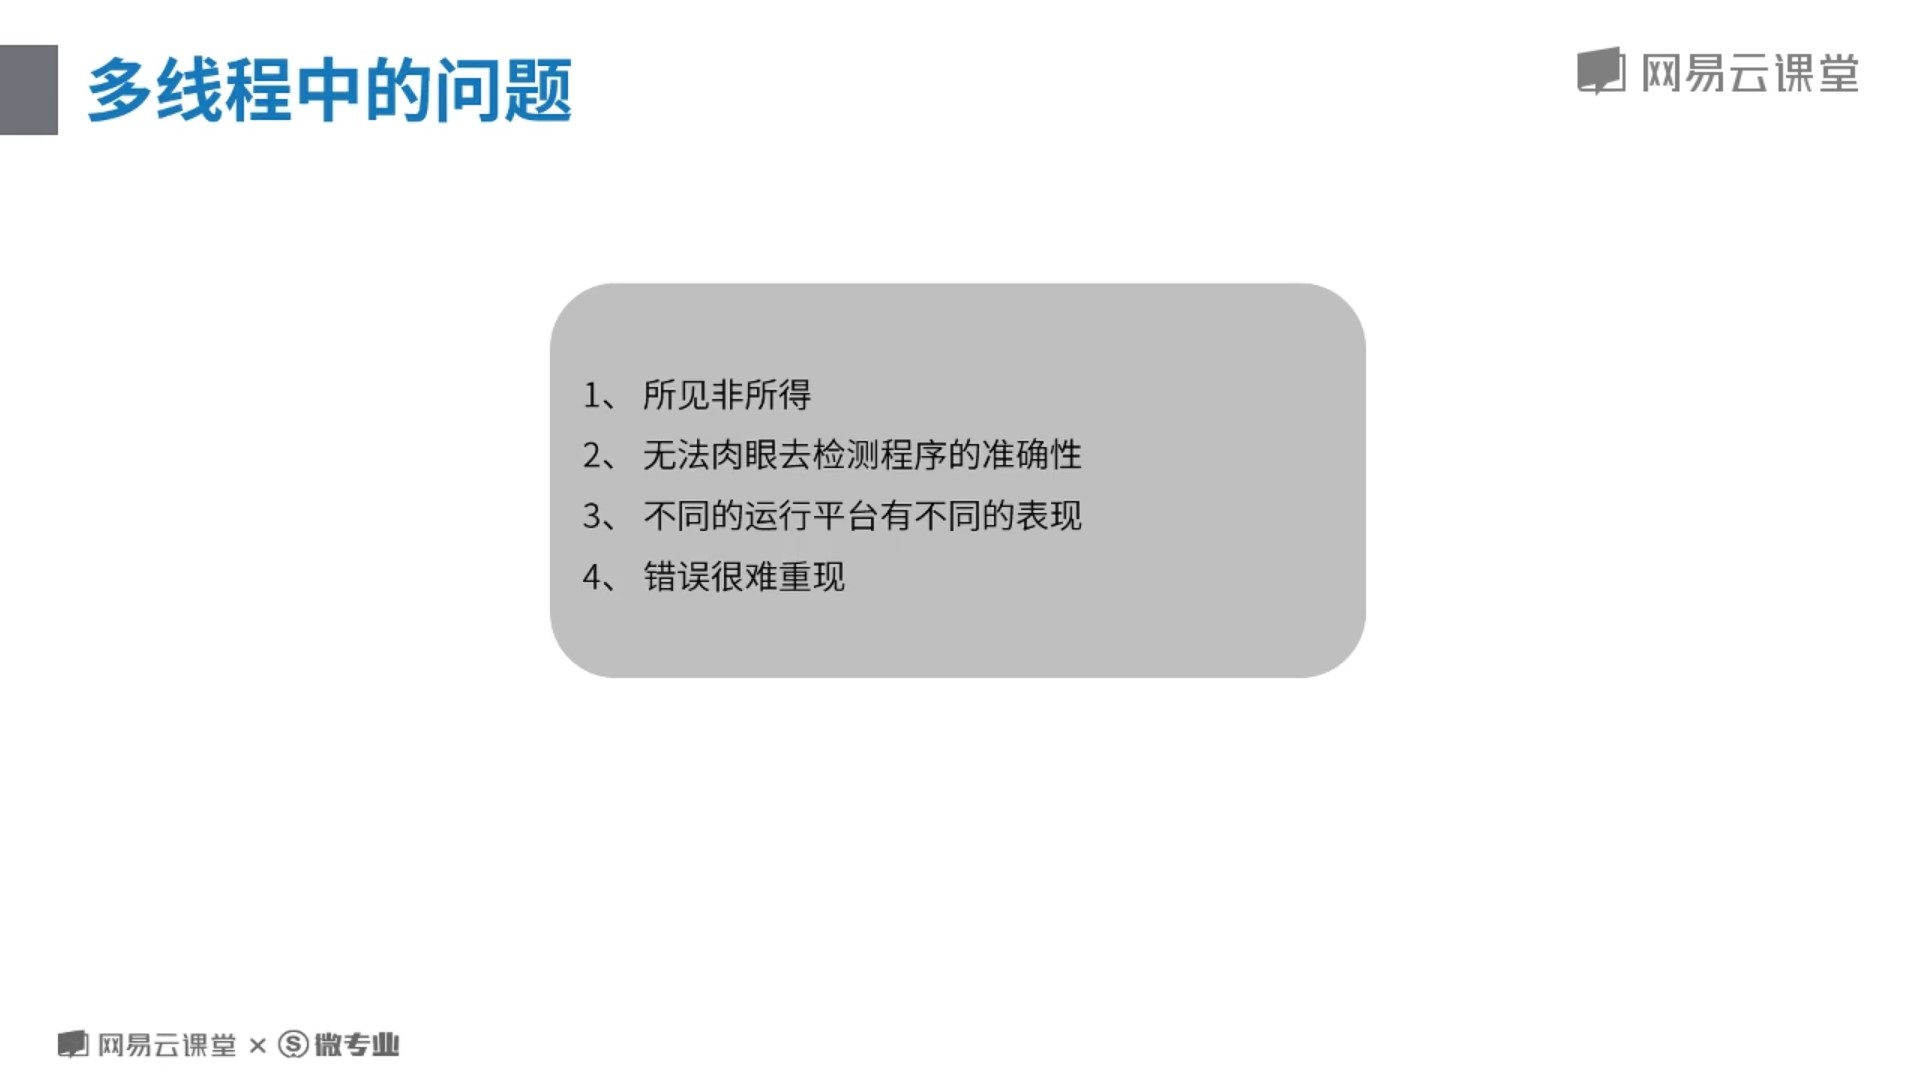 多线程中的问题
网易云课堂
1、 所见非所得
2、 无法肉眼去检测程序的准确性
3、 不同的运行平台有不同的表现
4、 错误很难重现
网易云课堂 × S 微专业